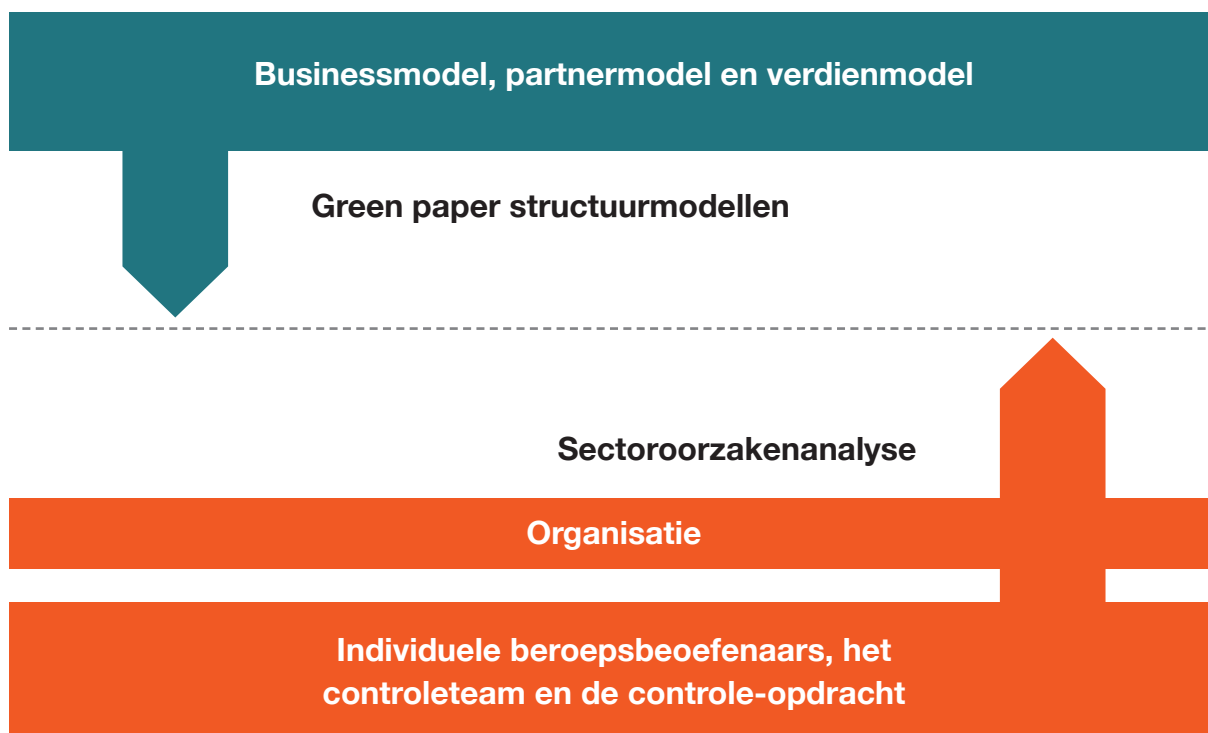 Businessmodel, partnermodel en verdienmodel
Green paper structuurmodellen
Sectoroorzakenanalyse
Organisatie
Individuele beroepsbeoefenaars, het
controleteam en de controle-opdracht